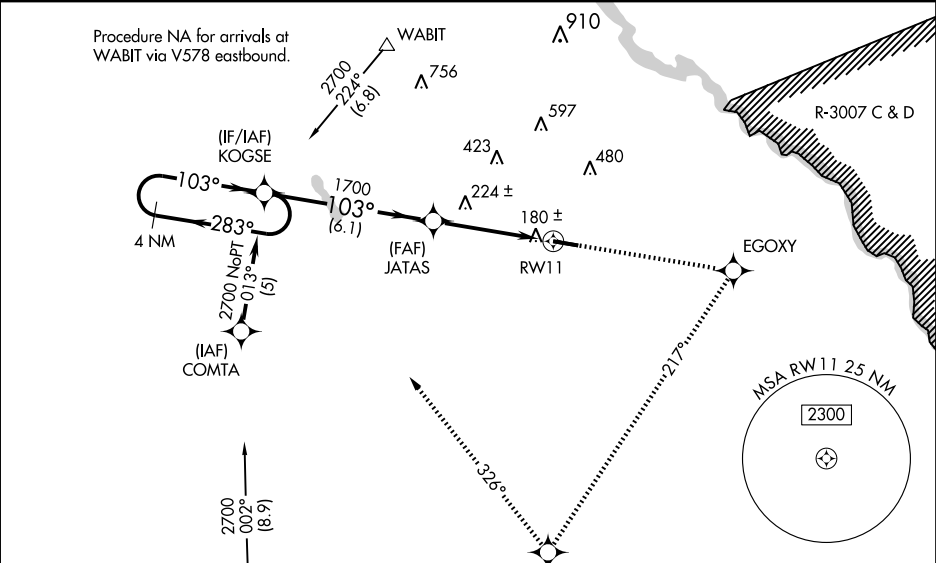 Procedure NA for arrivals at
WABIT via V578 eastbound.
WABIT
910
756
2700
224°
(6.8)
R-3007 C & D
597
(IF/IAF)
KOGSE
423
480
103°
1700
103°
(6.1)
224 ±
283°
4 NM
180 ±
(FAF)
JATAS
RW11
EGOXY
2700 NoPT
013°
(5)
(IAF)
COMTA
217°
MSA RW11 25 NM
2300
326°
2700
002°
(8.9)